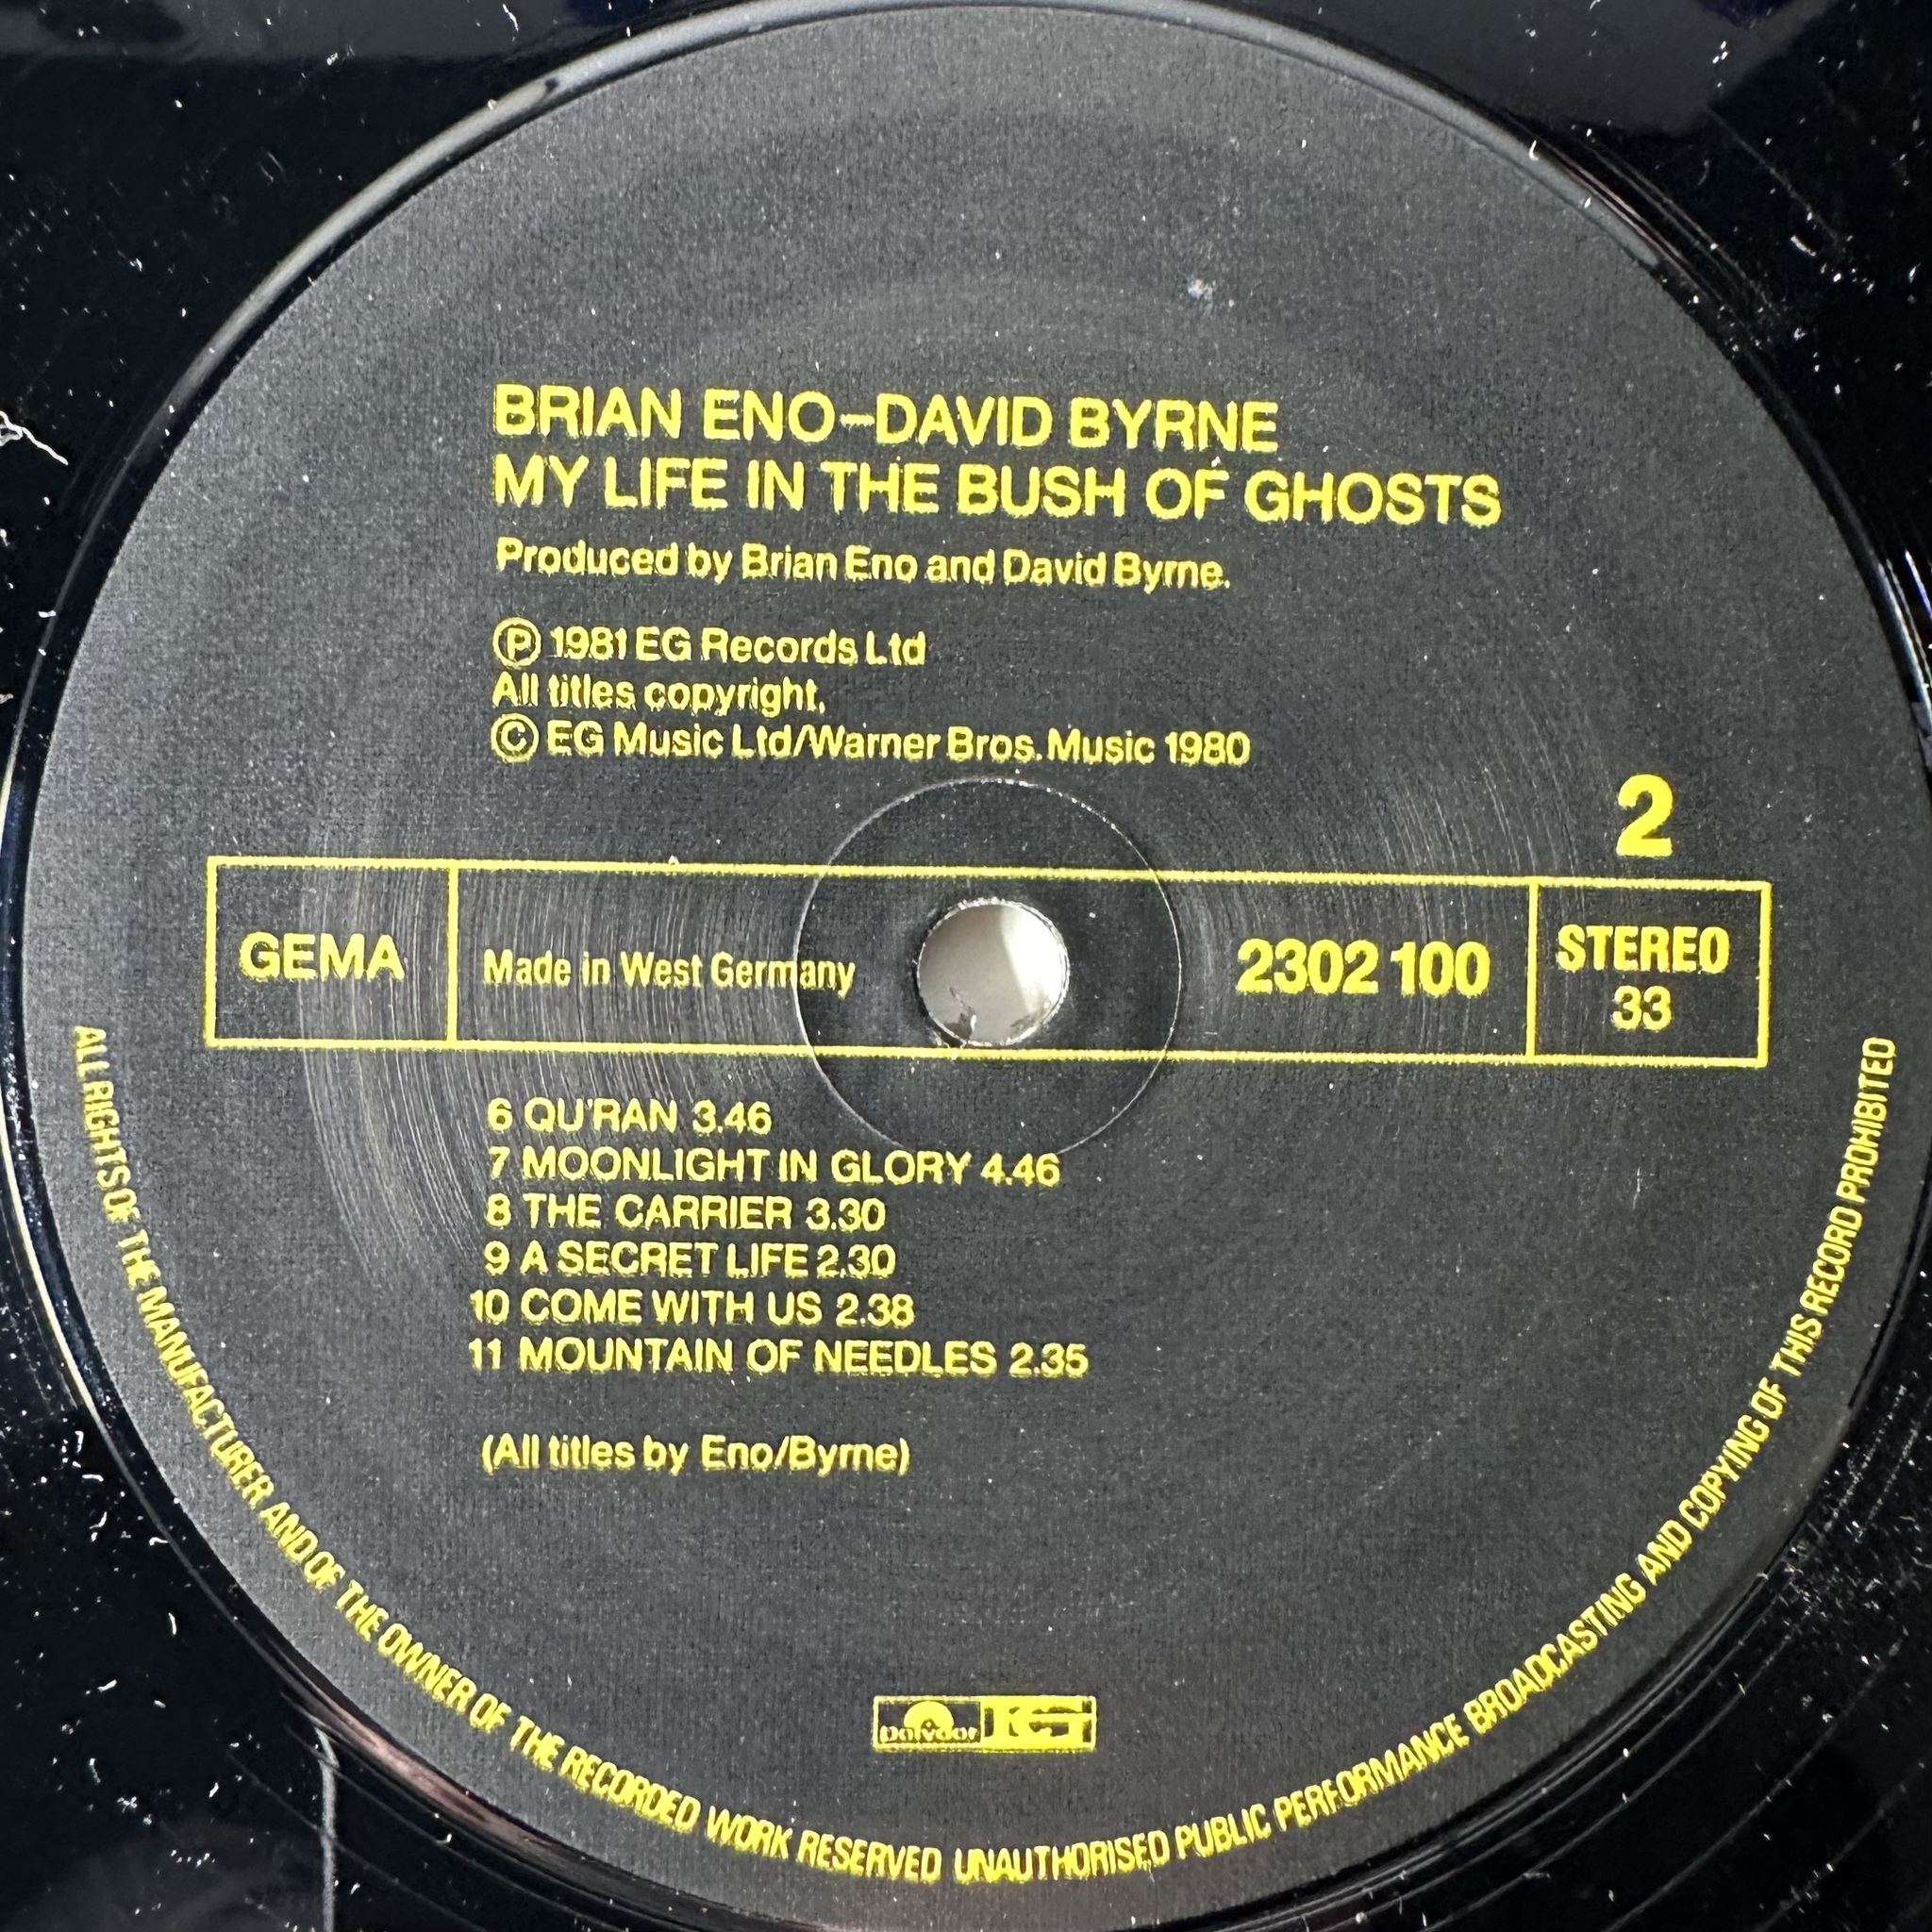 BRIAN ENO–DAVID BYRNE
MY LIFE IN THE BUSH OF GHOSTS
Produced by Brian Eno and David Byrne.
Ⓟ 1981 EG Records Ltd
All titles copyright,
© EG Music Ltd/Warner Bros. Music 1980
2
GEMA
Made in West Germany
2302 100
STEREO
33
6 QU'RAN 3.46
7 MOONLIGHT IN GLORY 4.46
8 THE CARRIER 3.30
9 A SECRET LIFE 2.30
10 COME WITH US 2.38
11 MOUNTAIN OF NEEDLES 2.35
(All titles by Eno/Byrne)
polydor EG
ALL RIGHTS OF THE MANUFACTURER AND OF THE OWNER OF THE RECORDED WORK RESERVED UNAUTHORISED PUBLIC PERFORMANCE BROADCASTING AND COPYING OF THIS RECORD PROHIBITED